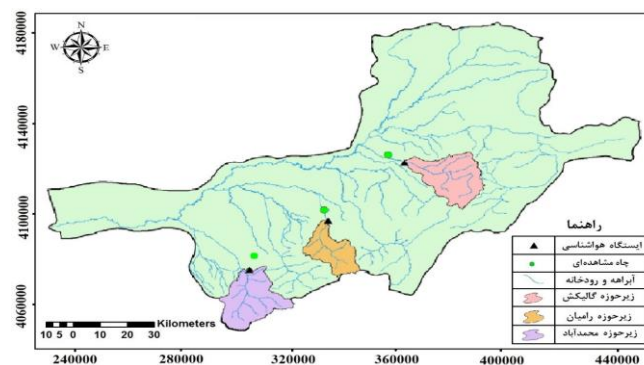 4180000
4140000
4100000
4060000
N
W
E
S
راهنما
ایستگاه هواشناسی
چاه مشاهده‌ای
آبراهه و رودخانه
زیرحوزه گالیکش
زیرحوزه رامیان
زیرحوزه محمدآباد
Kilometers
10 5 0 10 20 30 40
240000 280000 320000 360000 400000 440000